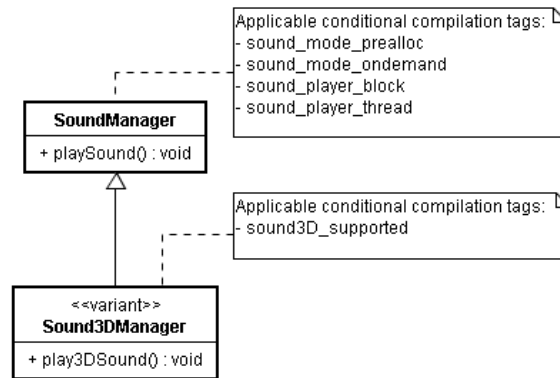 Applicable conditional compilation tags:
- sound_mode_prealloc
- sound_mode_ondemand
- sound_player_block
- sound_player_thread
SoundManager
+ playSound() : void
Applicable conditional compilation tags:
- sound3D_supported
<<variant>>
Sound3DManager
+ play3DSound() : void